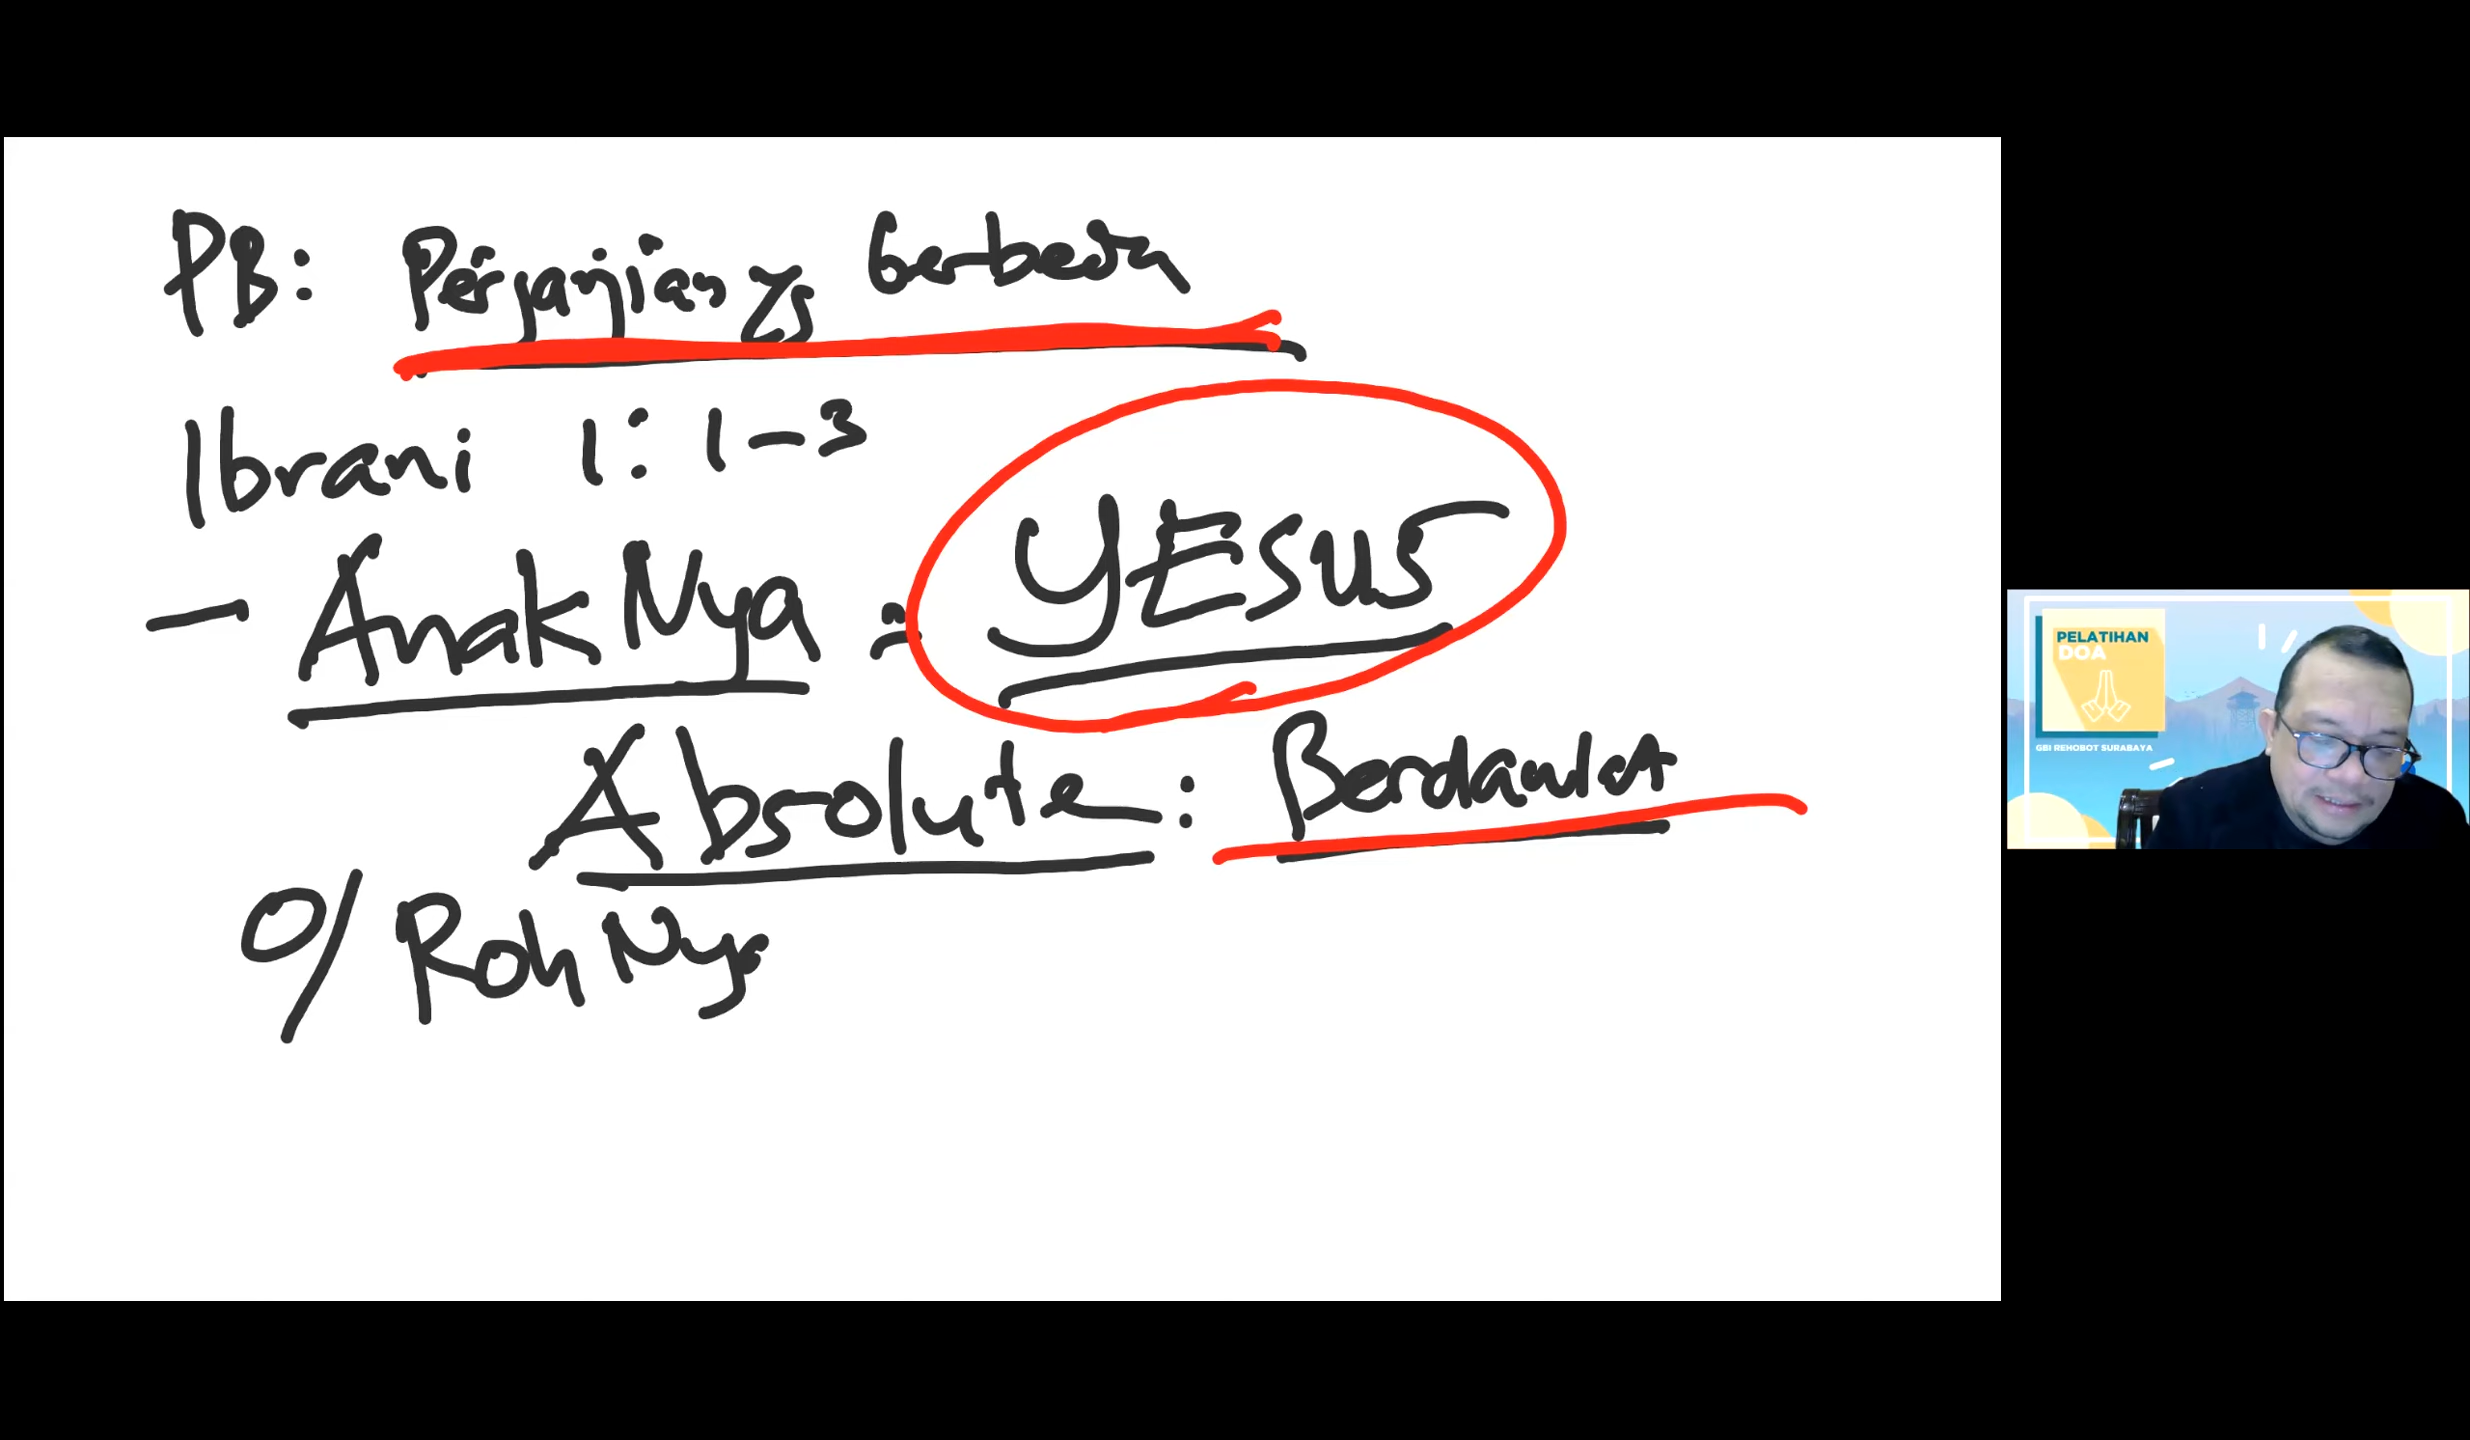 PB: Perjanjian yg berbeda
Ibrani 1:1-3
- AnakNya = YESUS
Absolute: Berdaulat
O/ RohNya
PELATIHAN
DOA
GBI REHOBOT SURABAYA